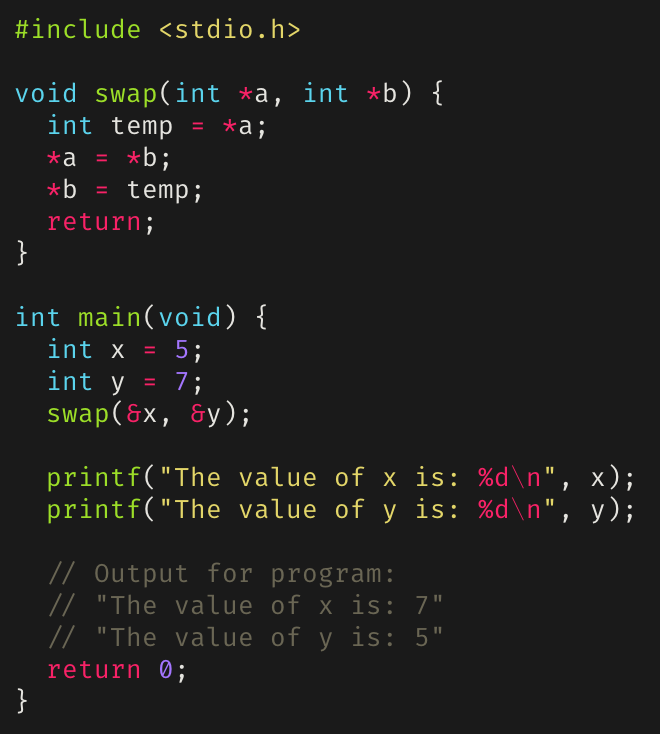 #include <stdio.h>

void swap(int *a, int *b) {
  int temp = *a;
  *a = *b;
  *b = temp;
  return;
}

int main(void) {
  int x = 5;
  int y = 7;
  swap(&x, &y);

  printf("The value of x is: %d\n", x);
  printf("The value of y is: %d\n", y);

  // Output for program:
  // "The value of x is: 7"
  // "The value of y is: 5"
  return 0;
}